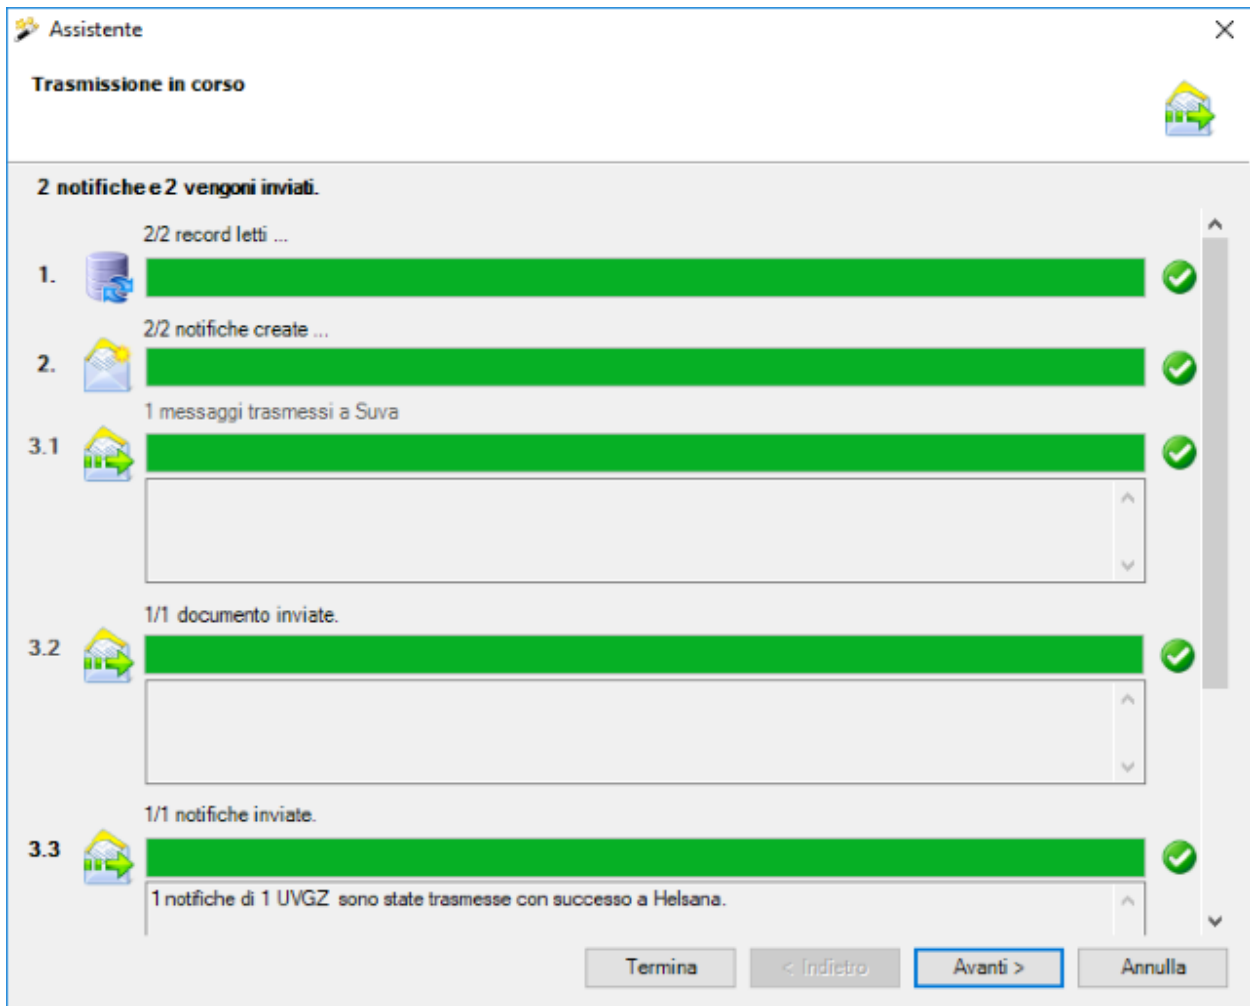 Assistente
Trasmissione in corso
2 notifiche e 2 vengoni inviati.
2/2 record letti ...
1.
2/2 notifiche create ...
2.
1 messaggi trasmessi a Suva
3.1
1/1 documento inviate.
3.2
1/1 notifiche inviate.
3.3
1 notifiche di 1 UVGZ sono state trasmesse con successo a Helsana.
Termina < Indietro Avanti > Annulla